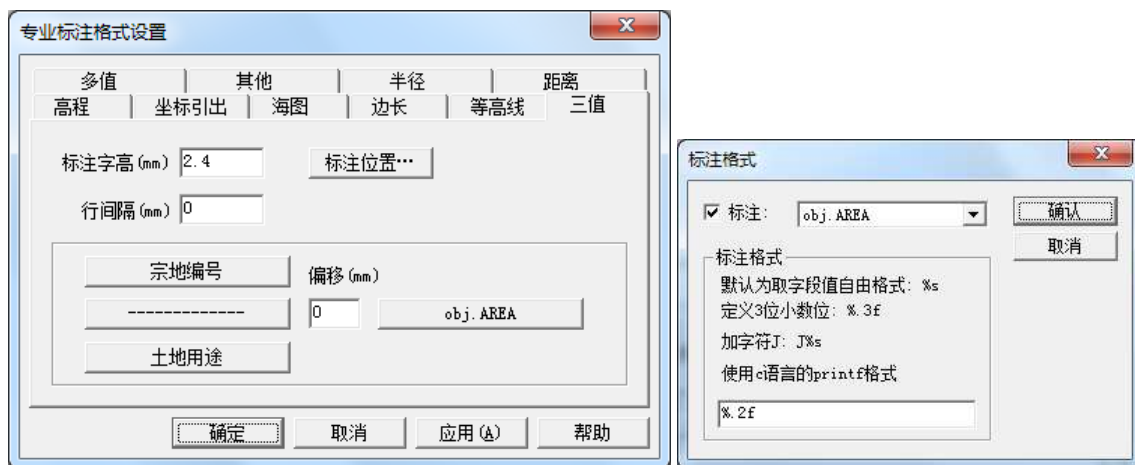 专业标注格式设置
多值 其他 半径 距离
高程 坐标引出 海图 边长 等高线 三值
标注字高(mm) 2.4 标注位置…
行间隔(mm) 0
宗地编号 偏移(mm)
------------- 0 obj.AREA
土地用途
确定 取消 应用(A) 帮助
标注格式
标注: obj.AREA 确认
取消
标注格式
默认为取字段值自由格式: %s
定义3位小数位: %.3f
加字符J: J%s
使用c语言的printf格式
%.2f